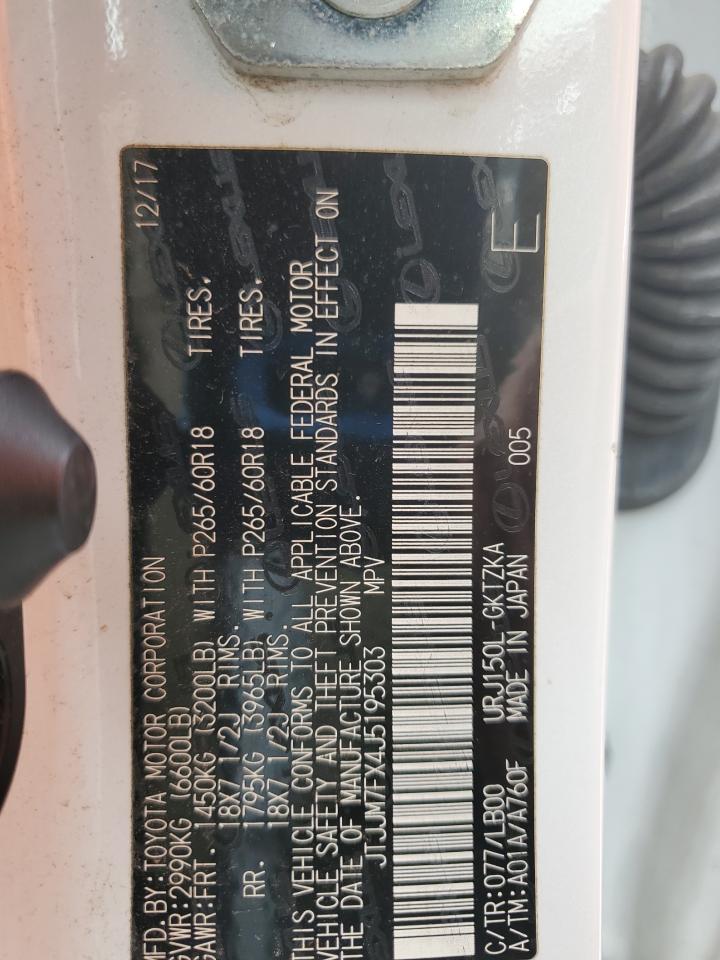 MFD.BY:TOYOTA MOTOR CORPORATION 12/17
GVWR:2990KG (6600LB)
GAWR:FRT. 1450KG (3200LB) WITH P265/60R18 TIRES,
18X7 1/2J RIMS.
RR. 1795KG (3965LB) WITH P265/60R18 TIRES,
18X7 1/2J RIMS.
THIS VEHICLE CONFORMS TO ALL APPLICABLE FEDERAL MOTOR
VEHICLE SAFETY AND THEFT PREVENTION STANDARDS IN EFFECT ON
THE DATE OF MANUFACTURE SHOWN ABOVE.
JTJJM7FX4J5195303 MPV
C/TR:077/LB00 URJ150L-GKTZKA
A/TM:A01A/A760F MADE IN JAPAN 005 E